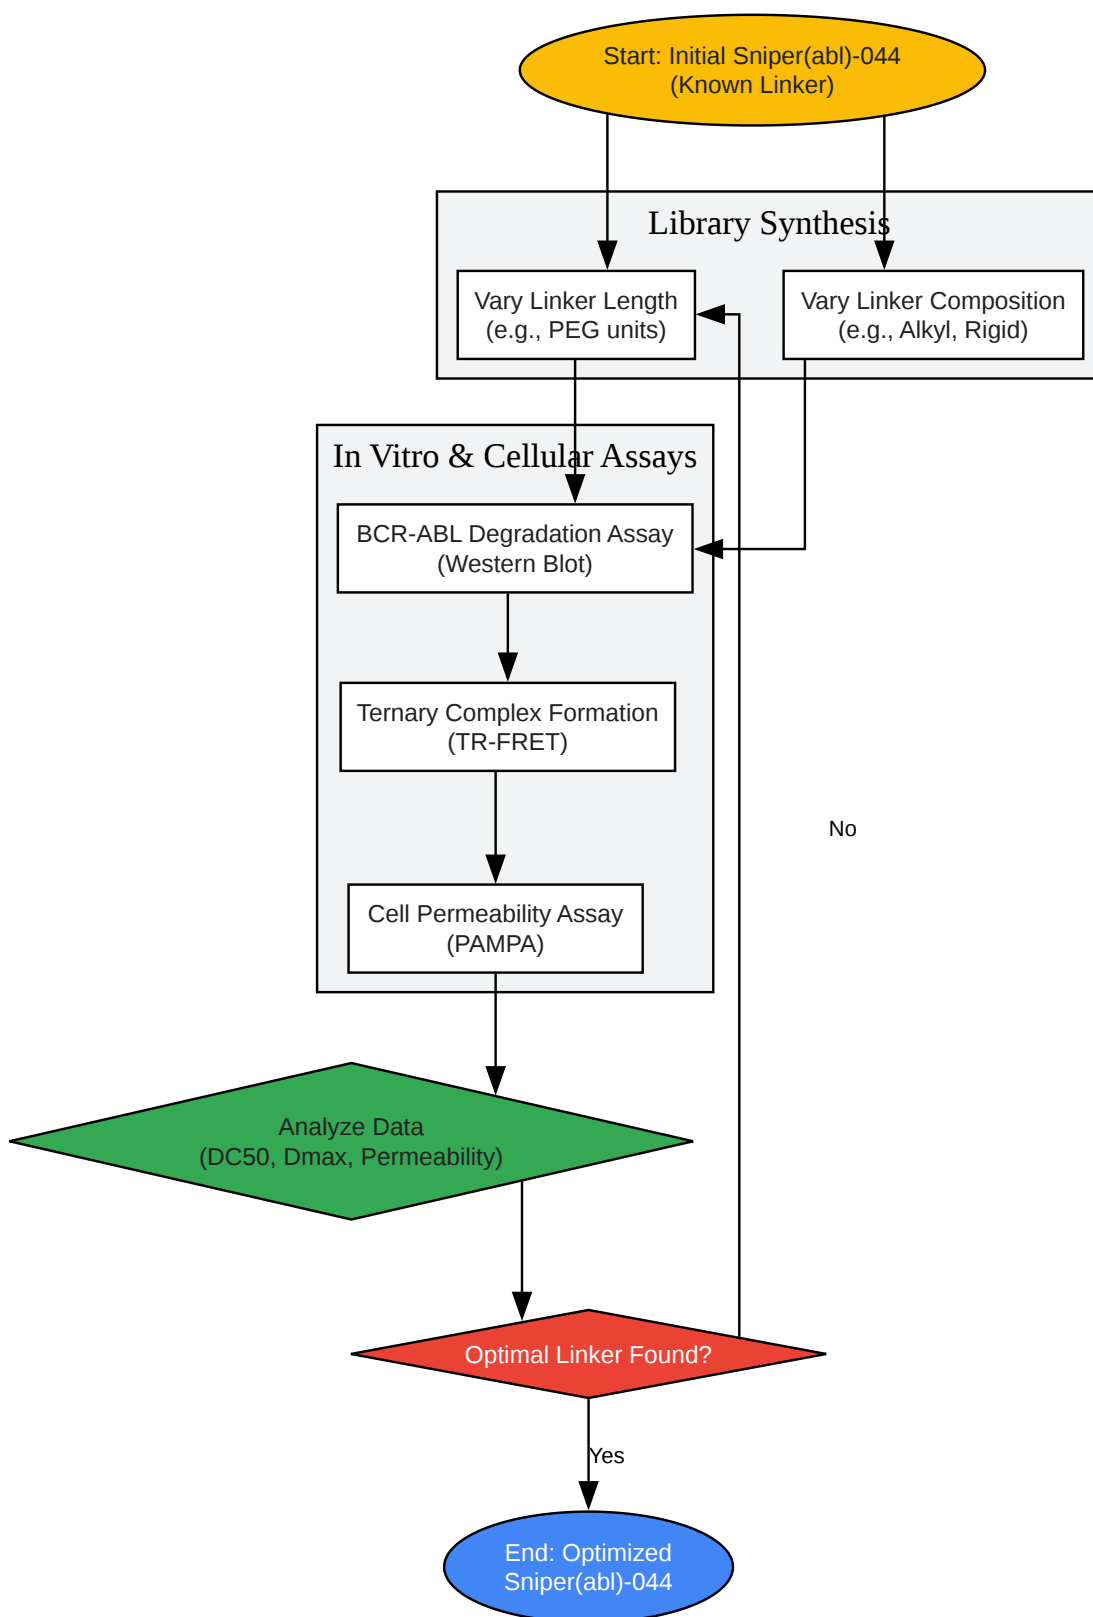 Start: Initial Sniper(abl)-044
(Known Linker)
Library Synthesis
Vary Linker Length
(e.g., PEG units)
Vary Linker Composition
(e.g., Alkyl, Rigid)
In Vitro & Cellular Assays
BCR-ABL Degradation Assay
(Western Blot)
Ternary Complex Formation
(TR-FRET)
No
Cell Permeability Assay
(PAMPA)
Analyze Data
(DC50, Dmax, Permeability)
Optimal Linker Found?
Yes
End: Optimized
Sniper(abl)-044